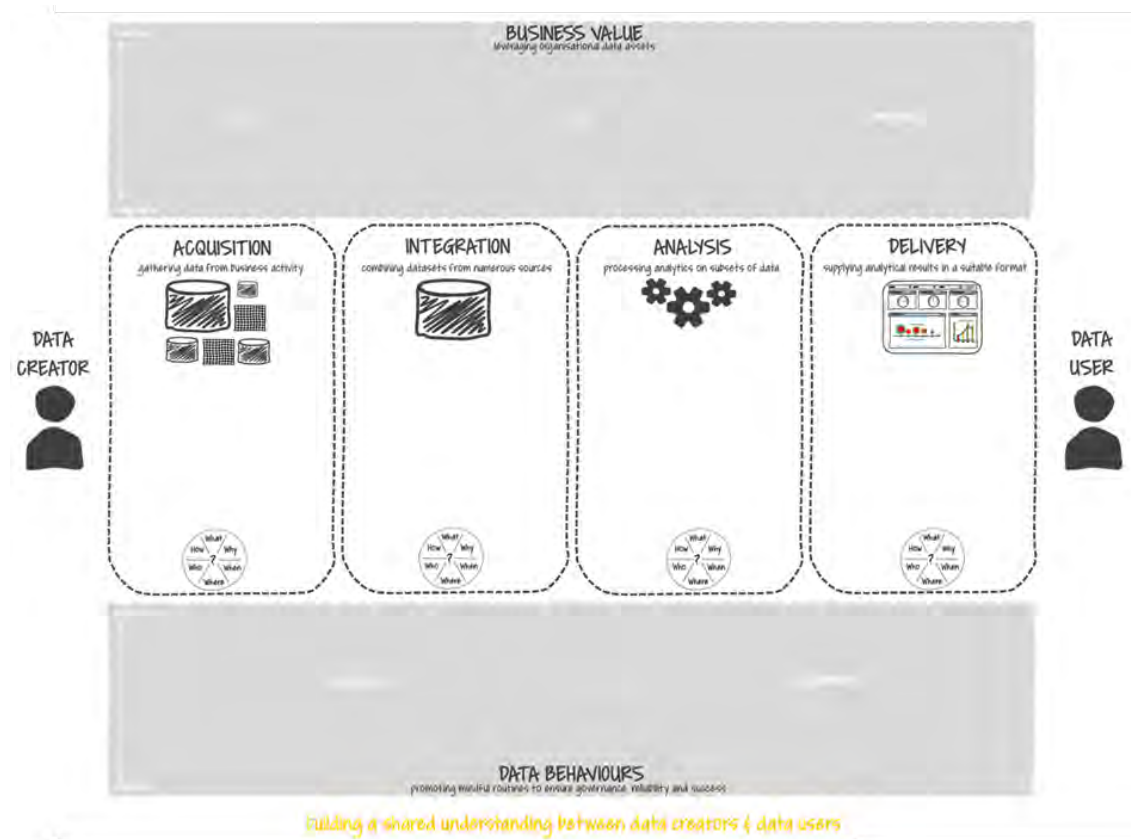 BUSINESS VALUE
leveraging organisational data assets
ACQUISITION
gathering data from business activity
INTEGRATION
combining datasets from numerous sources
ANALYSIS
processing analytics on subsets of data
DELIVERY
supplying analytical results in a suitable format
DATA
CREATOR
DATA
USER
What
Why
When
Where
Who
How
?
What
Why
When
Where
Who
How
?
What
Why
When
Where
Who
How
?
What
Why
When
Where
Who
How
?
DATA BEHAVIOURS
promoting mindful routines to ensure governance, reliability and success
Building a shared understanding between data creators & data users